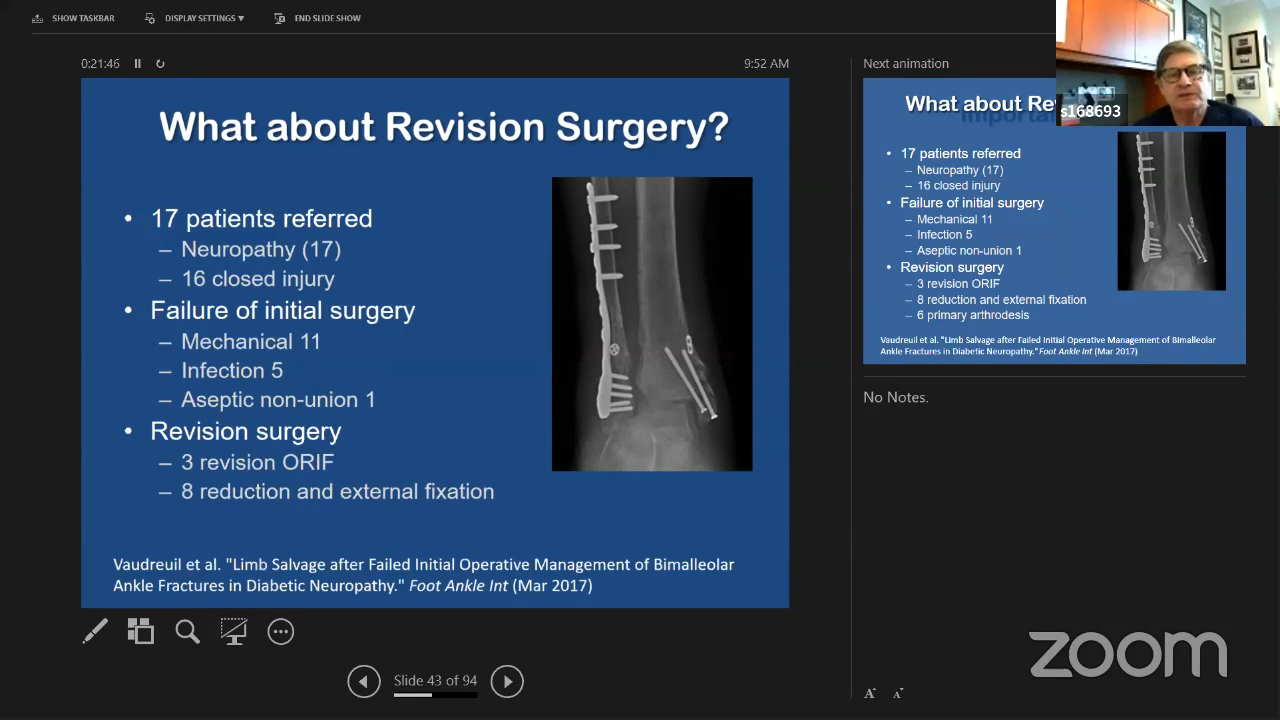 SHOW TASKBAR
DISPLAY SETTINGS ▾
END SLIDE SHOW
0:21:46
9:52 AM
What about Revision Surgery?
• 17 patients referred
– Neuropathy (17)
– 16 closed injury
• Failure of initial surgery
– Mechanical 11
– Infection 5
– Aseptic non-union 1
• Revision surgery
– 3 revision ORIF
– 8 reduction and external fixation
Vaudreuil et al. "Limb Salvage after Failed Initial Operative Management of Bimalleolar
Ankle Fractures in Diabetic Neuropathy." Foot Ankle Int (Mar 2017)
Slide 43 of 94
Next animation
s168693
What about
• 17 patients referred
– Neuropathy (17)
– 16 closed injury
• Failure of initial surgery
– Mechanical 11
– Infection 5
– Aseptic non-union 1
• Revision surgery
– 3 revision ORIF
– 8 reduction and external fixation
– 6 primary arthrodesis
Vaudreuil et al. "Limb Salvage after Failed Initial Operative Management of Bimalleolar
Ankle Fractures in Diabetic Neuropathy." Foot Ankle Int (Mar 2017)
No Notes.
A A
zoom